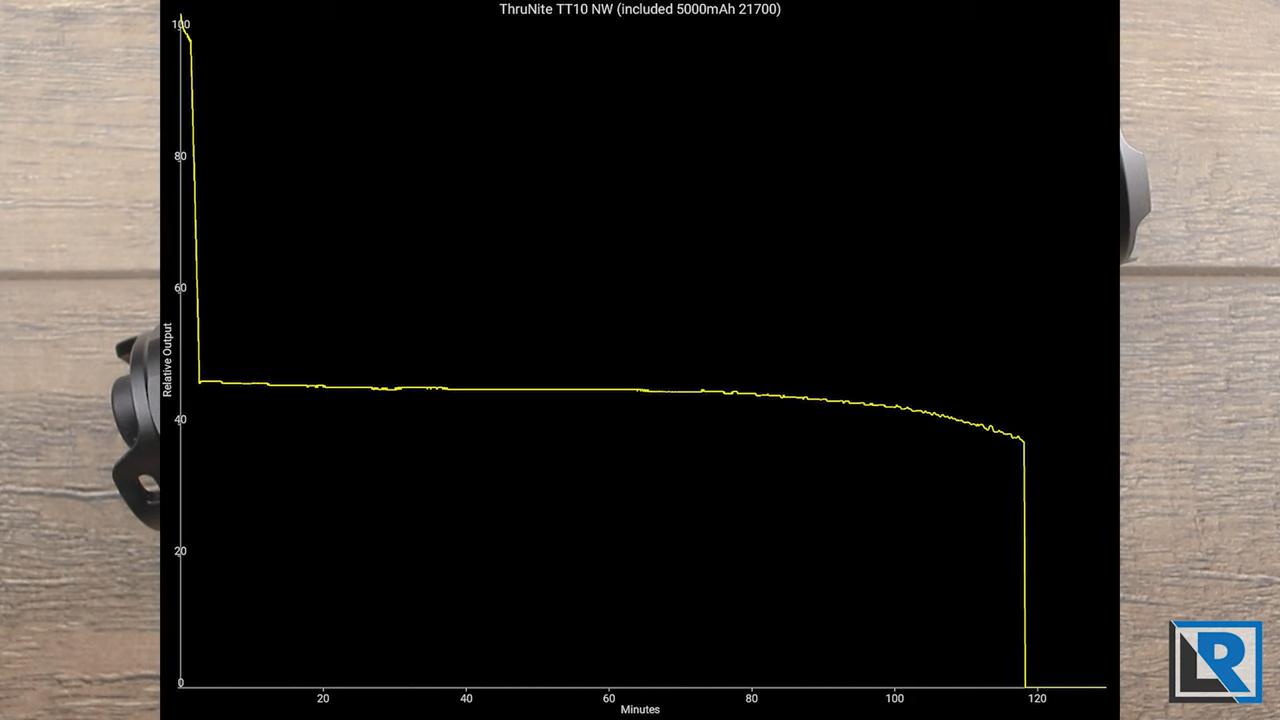 ThruNite TT10 NW (included 5000mAh 21700)
100
80
60
Relative Output
40
20
0
20 40 60 80 100 120
Minutes
LR